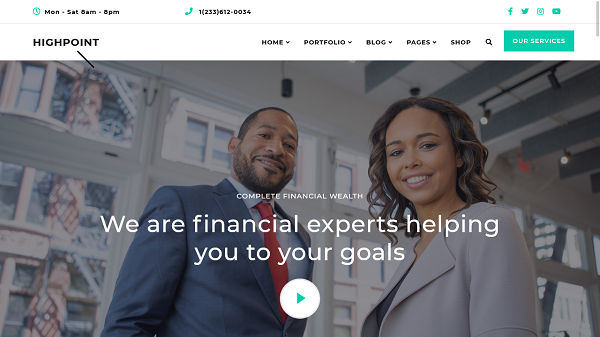 Mon - Sat 8am - 8pm
1(233)612-0034
HIGHPOINT
HOME
PORTFOLIO
BLOG
PAGES
SHOP
OUR SERVICES
COMPLETE FINANCIAL WEALTH
We are financial experts helping
you to your goals